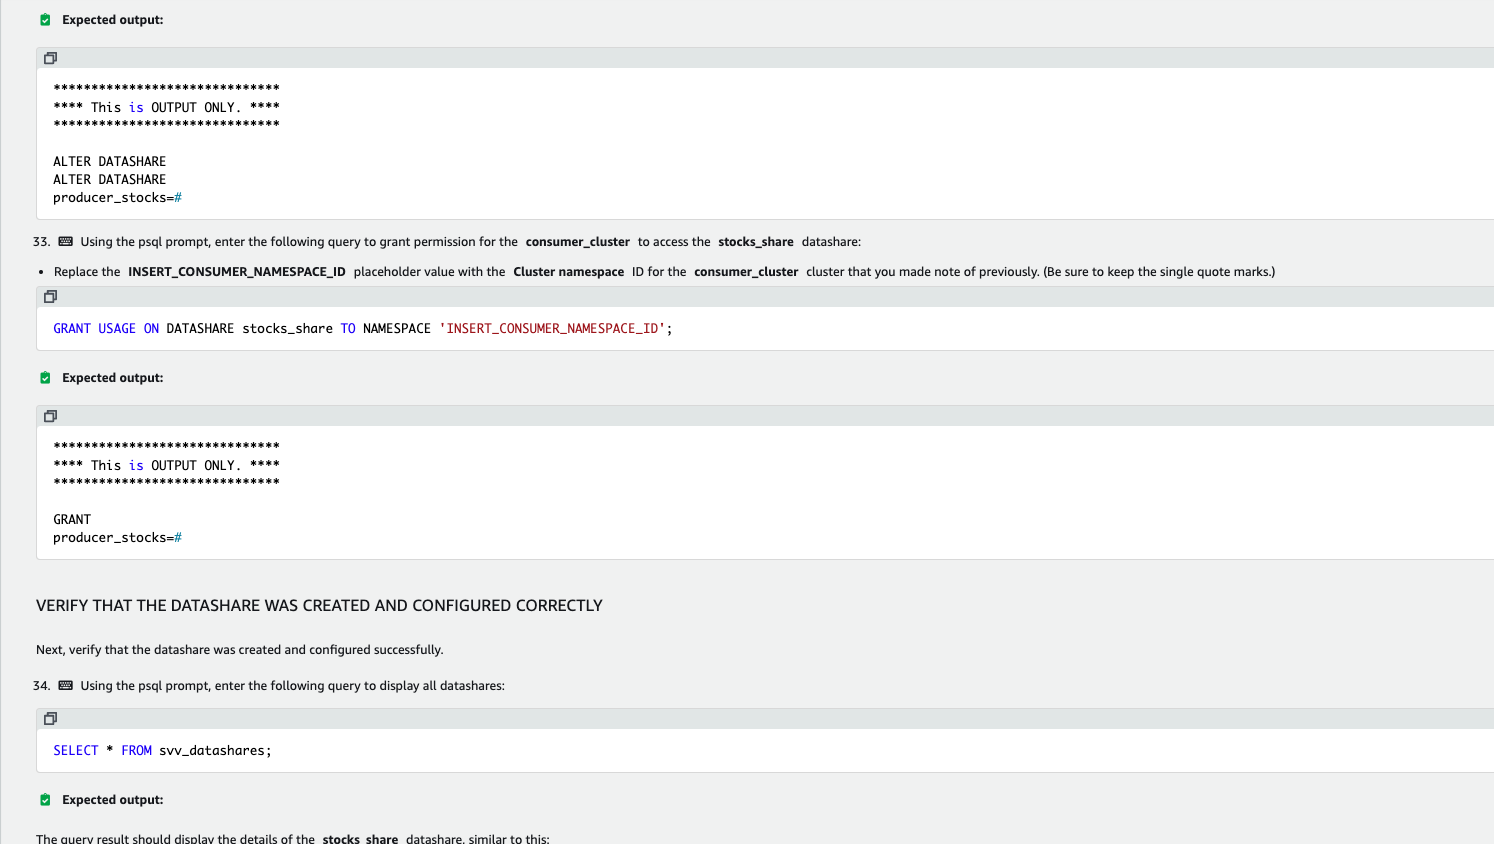 Expected output:
******************************
**** This is OUTPUT ONLY. ****
******************************
ALTER DATASHARE
ALTER DATASHARE
producer_stocks=#
33. Using the psql prompt, enter the following query to grant permission for the consumer_cluster to access the stocks_share datashare:
• Replace the INSERT_CONSUMER_NAMESPACE_ID placeholder value with the Cluster namespace ID for the consumer_cluster cluster that you made note of previously. (Be sure to keep the single quote marks.)
GRANT USAGE ON DATASHARE stocks_share TO NAMESPACE 'INSERT_CONSUMER_NAMESPACE_ID';
Expected output:
******************************
**** This is OUTPUT ONLY. ****
******************************
GRANT
producer_stocks=#
VERIFY THAT THE DATASHARE WAS CREATED AND CONFIGURED CORRECTLY
Next, verify that the datashare was created and configured successfully.
34. Using the psql prompt, enter the following query to display all datashares:
SELECT * FROM svv_datashares;
Expected output:
The query result should display the details of the stocks_share datashare, similar to this: